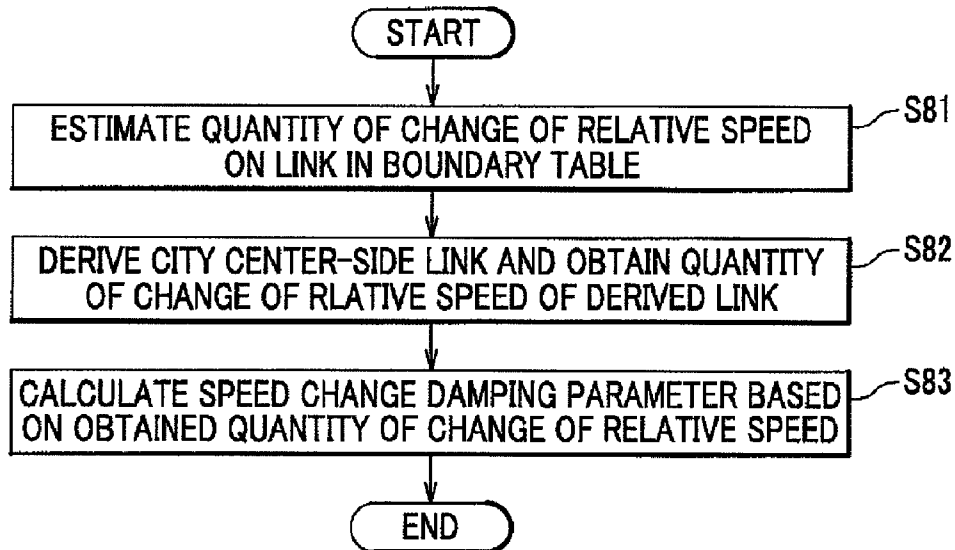 START
ESTIMATE QUANTITY OF CHANGE OF RELATIVE SPEED
ON LINK IN BOUNDARY TABLE
S81
DERIVE CITY CENTER-SIDE LINK AND OBTAIN QUANTITY
OF CHANGE OF RLATIVE SPEED OF DERIVED LINK
S82
CALCULATE SPEED CHANGE DAMPING PARAMETER BASED
ON OBTAINED QUANTITY OF CHANGE OF RELATIVE SPEED
S83
END